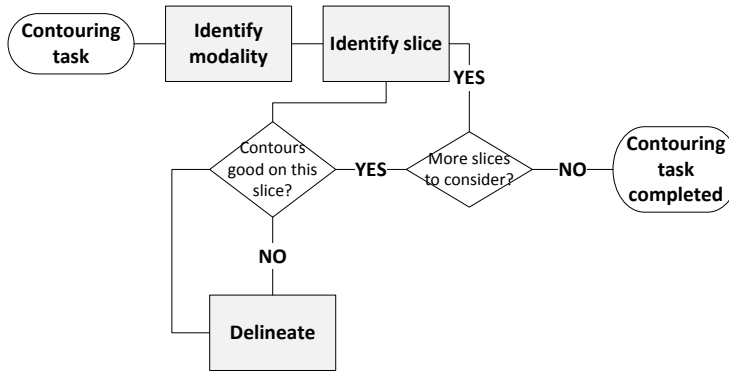 Contouring
task
Identify
modality
Identify slice
YES
Contours
good on this
slice?
YES
More slices
to consider?
NO
Contouring
task
completed
NO
Delineate